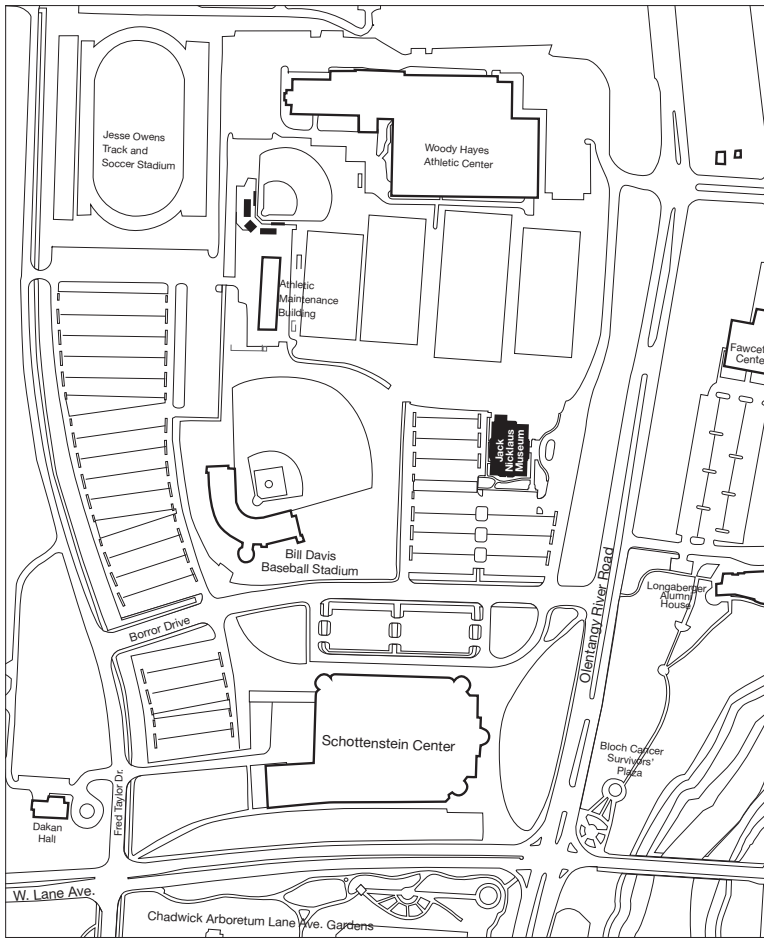 Jesse Owens
Track and
Soccer Stadium
Woody Hayes
Athletic Center
Athletic
Maintenance
Building
Fawcet
Cente
Jack
Nicklaus
Museum
Bill Davis
Baseball Stadium
Olentangy River Road
Longaberger
Alumni
House
Borror Drive
Schottenstein Center
Bloch Cancer
Survivors'
Plaza
Fred Taylor Dr.
Dakan
Hall
W. Lane Ave.
Chadwick Arboretum Lane Ave. Gardens